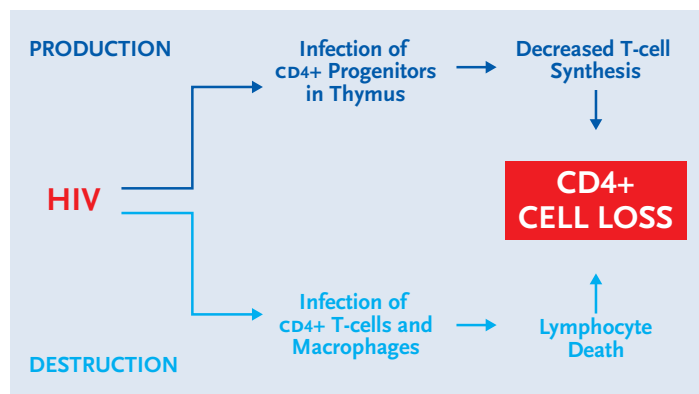 PRODUCTION
Infection of
CD4+ Progenitors
in Thymus
Decreased T-cell
Synthesis
HIV
CD4+
CELL LOSS
Infection of
CD4+ T-cells and
Macrophages
Lymphocyte
Death
DESTRUCTION